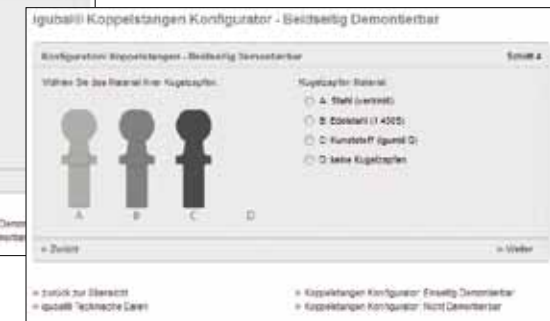 igubal® Koppelstangen Konfigurator - Beidseitig Demontierbar
Konfigurator: Koppelstangen - Beidseitig Demontierbar
Schritt 4
Wählen Sie das Material Ihrer Kugelzapfen.
Kugelzapfen Material:
A: Stahl (verzinkt)
B: Edelstahl (1.4305)
C: Kunststoff (igumid G)
D: keine Kugelzapfen
A B C D
« Zurück
» Weiter
» zurück zur Übersicht
» igubal® Technische Daten
» Koppelstangen Konfigurator: Einseitig Demontierbar
» Koppelstangen Konfigurator: Nicht Demontierbar